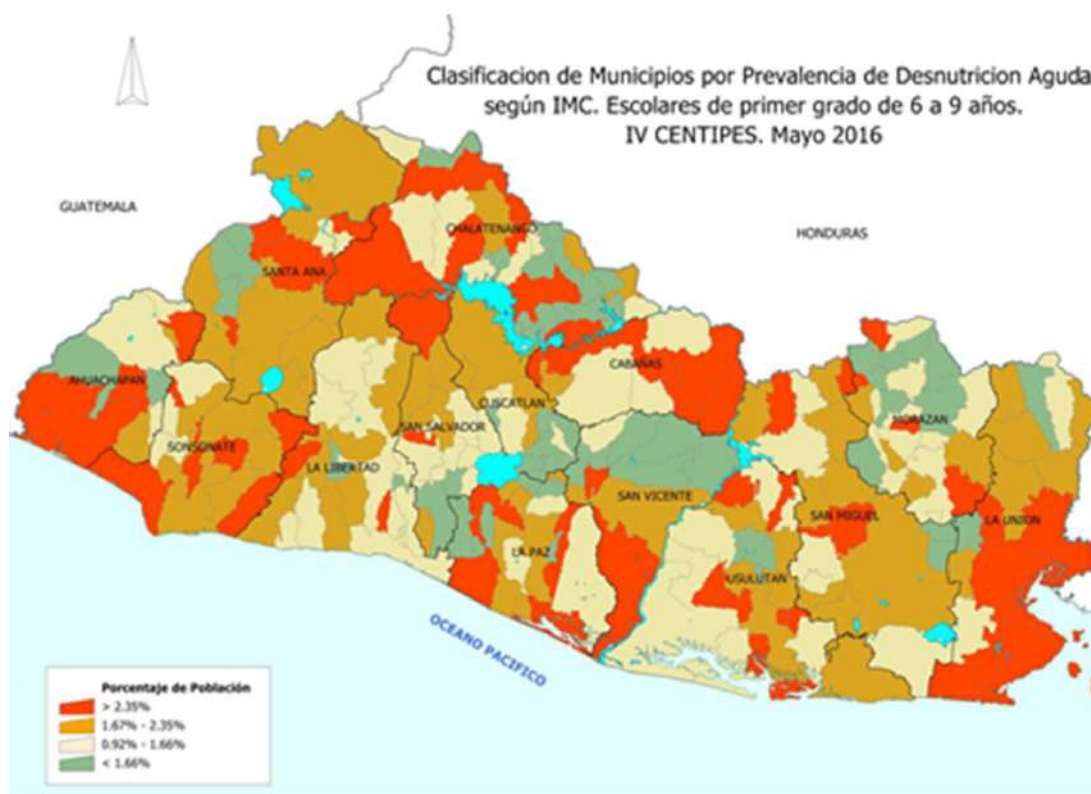 Clasificacion de Municipios por Prevalencia de Desnutricion Aguda
según IMC. Escolares de primer grado de 6 a 9 años.
IV CENTIPES. Mayo 2016
GUATEMALA
HONDURAS
CHALATENANGO
SANTA ANA
CABAÑAS
AHUACHAPAN
CUSCATLAN
MORAZAN
SAN SALVADOR
SONSONATE
LA LIBERTAD
SAN VICENTE
SAN MIGUEL
LA UNION
LA PAZ
USULUTAN
OCEANO PACIFICO
Porcentaje de Población
> 2.35%
1.67% - 2.35%
0.92% - 1.66%
< 1.66%